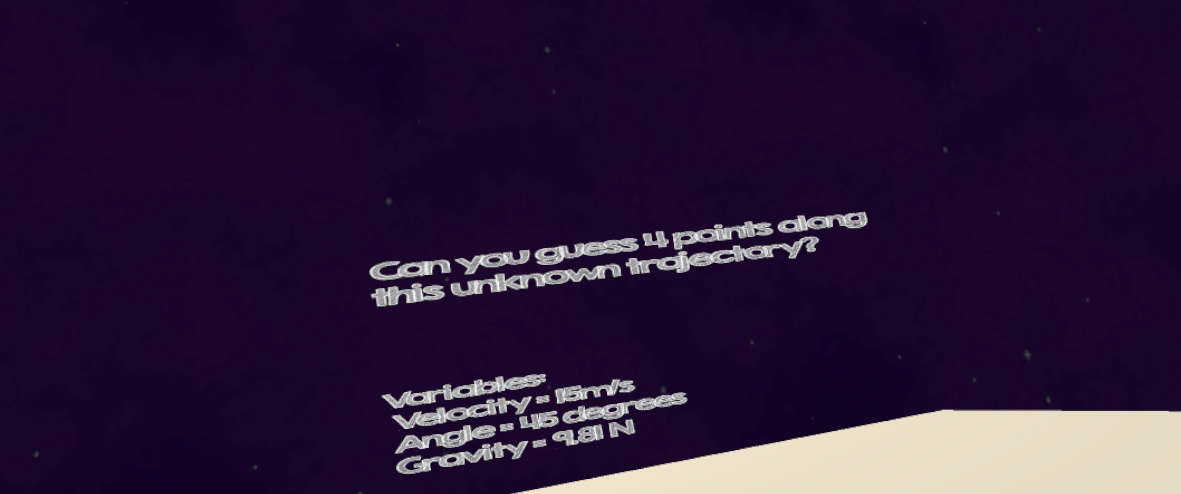 Can you guess 4 points along
this unknown trajectory?
Variables:
Velocity = 15m/s
Angle = 45 degrees
Gravity = 9.81 N